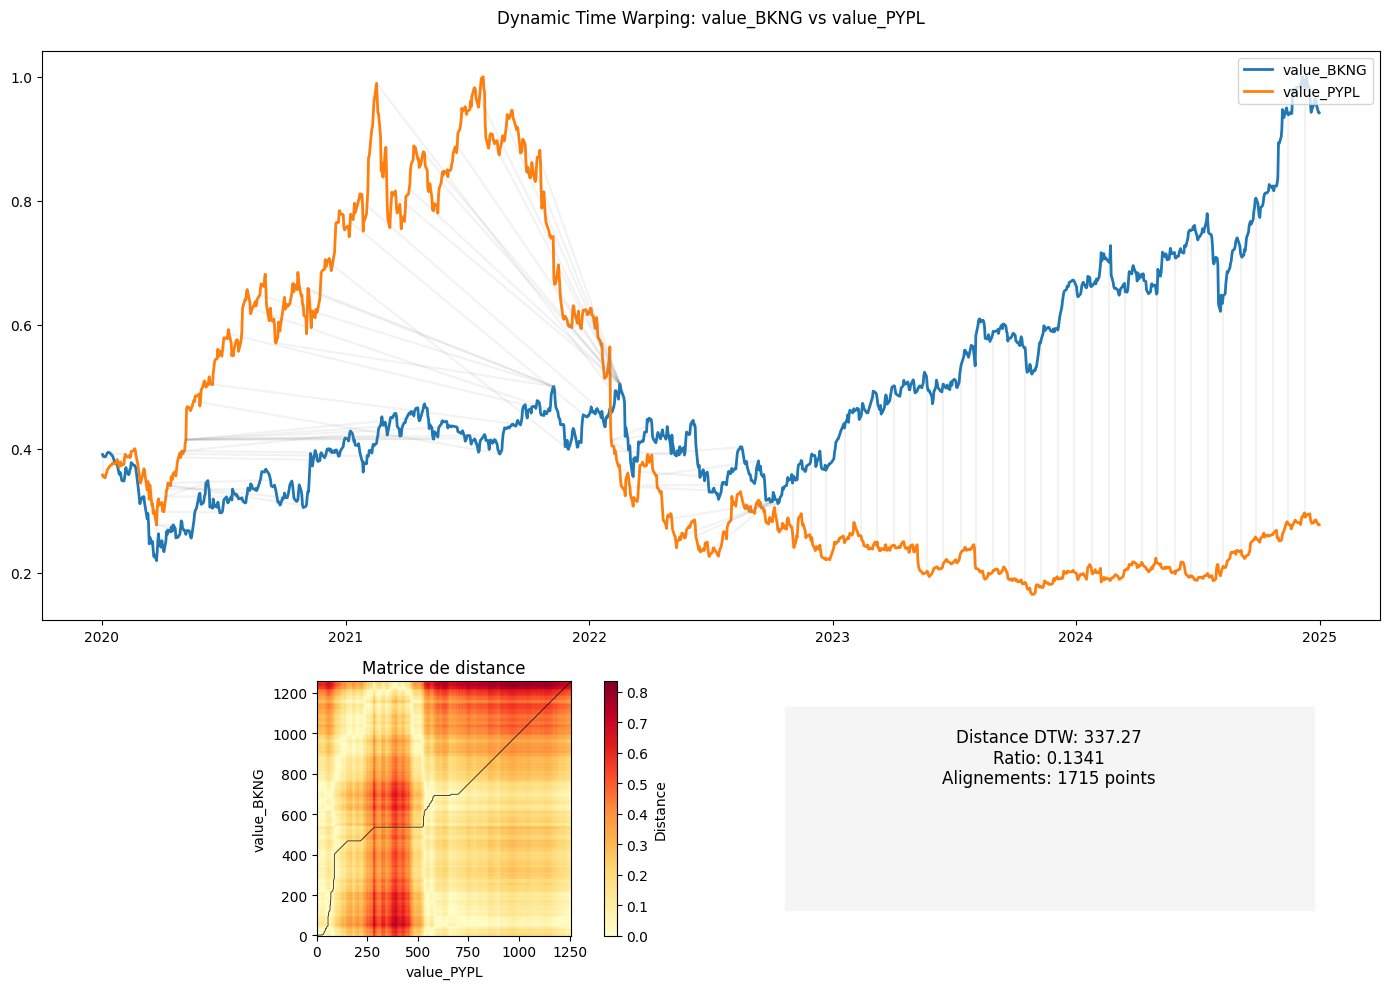 Dynamic Time Warping: value_BKNG vs value_PYPL
value_BKNG
value_PYPL
1.0
0.8
0.6
0.4
0.2
2020 2021 2022 2023 2024 2025
Matrice de distance
1200
1000
800
600
400
200
0
value_BKNG
0 250 500 750 1000 1250
value_PYPL
0.8
0.7
0.6
0.5
0.4
0.3
0.2
0.1
0.0
Distance
Distance DTW: 337.27
Ratio: 0.1341
Alignements: 1715 points